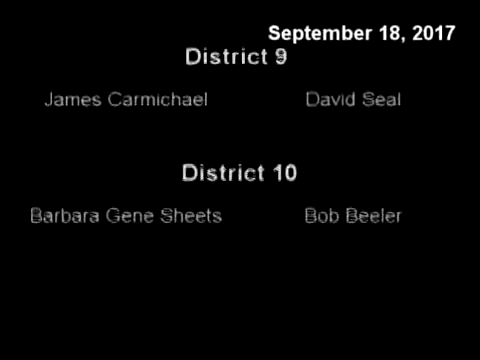 September 18, 2017
District 9
James Carmichael David Seal
District 10
Barbara Gene Sheets Bob Beeler